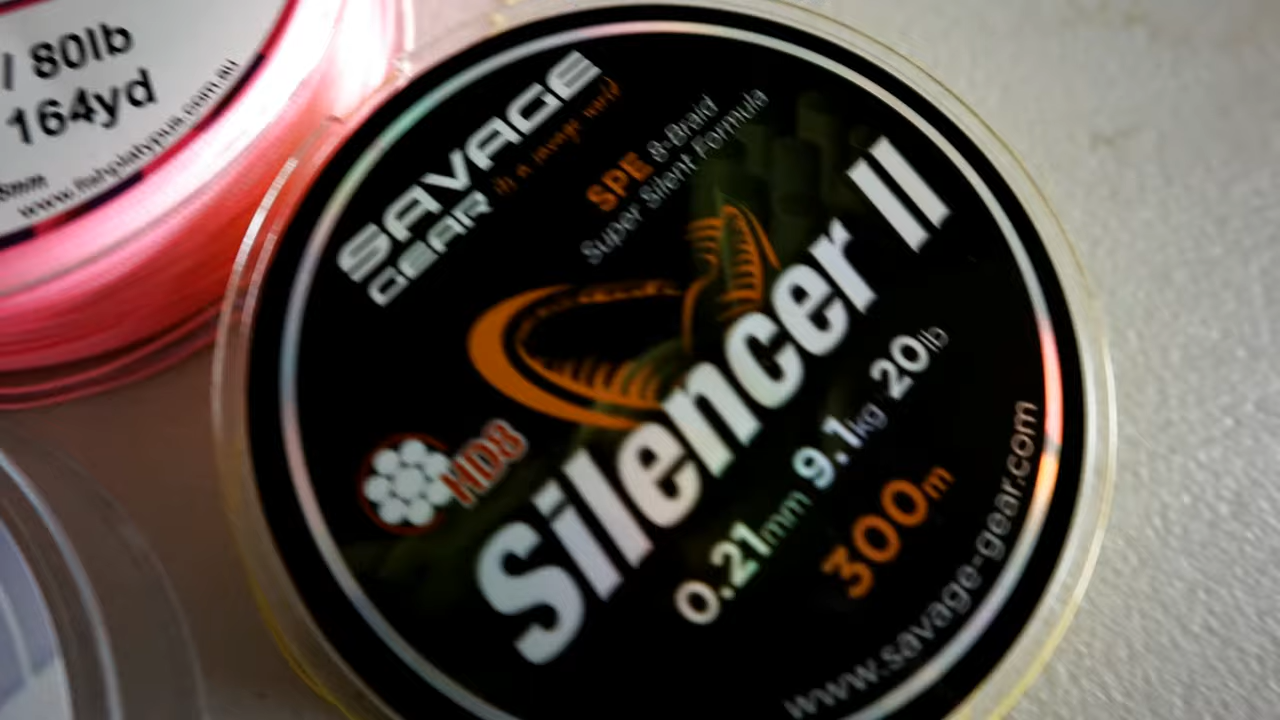 80lb
164yd
www.fishplatypus.com.au
SAVAGE
GEAR it's a savage world
SPE 8-Braid
Super Silent Formula
HD8
Silencer II
0.21mm 9.1kg 20lb
300m
www.savage-gear.com